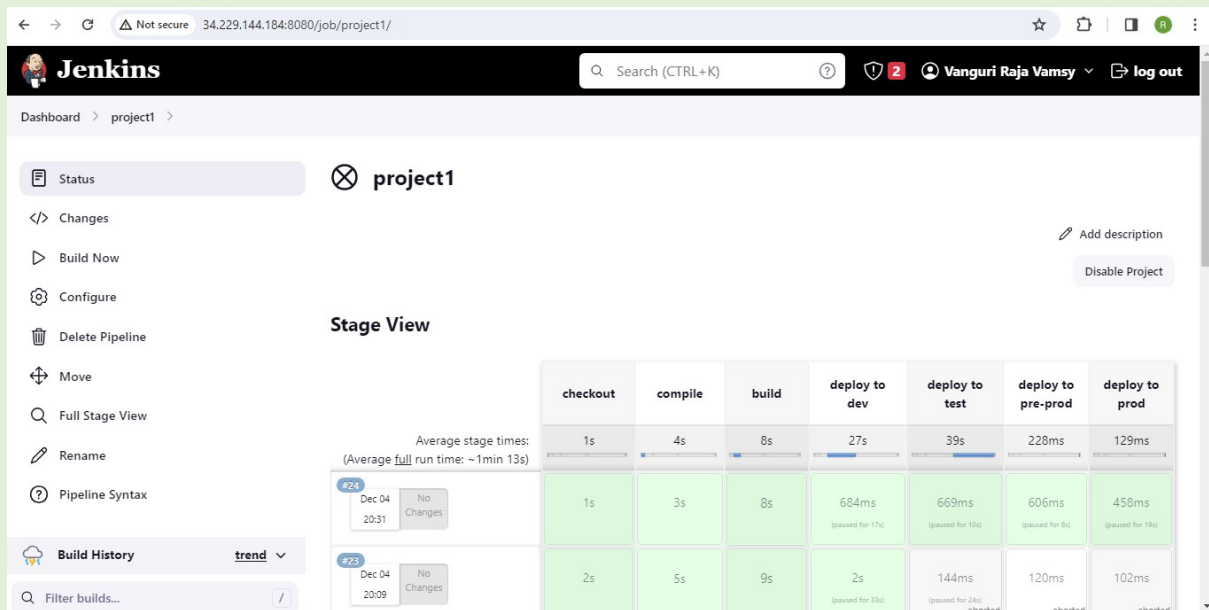 Not secure 34.229.144.184:8080/job/project1/
R
Jenkins
Search (CTRL+K)
?
2
Vanguri Raja Vamsy
log out
Dashboard > project1 >
Status
Changes
Build Now
Configure
Delete Pipeline
Move
Full Stage View
Rename
Pipeline Syntax
Build History
trend
Filter builds...
/
project1
Add description
Disable Project
Stage View
checkout compile build deploy to dev deploy to test deploy to pre-prod deploy to prod
Average stage times: 1s 4s 8s 27s 39s 228ms 129ms
(Average full run time: ~1min 13s)
#24
Dec 04
20:31
No Changes
1s 3s 8s 684ms 669ms 606ms 458ms
(paused for 17s) (paused for 10s) (paused for 6s) (paused for 19s)
#23
Dec 04
20:09
No Changes
2s 5s 9s 2s 144ms 120ms 102ms
(paused for 33s) (paused for 24s)
aborted aborted aborted